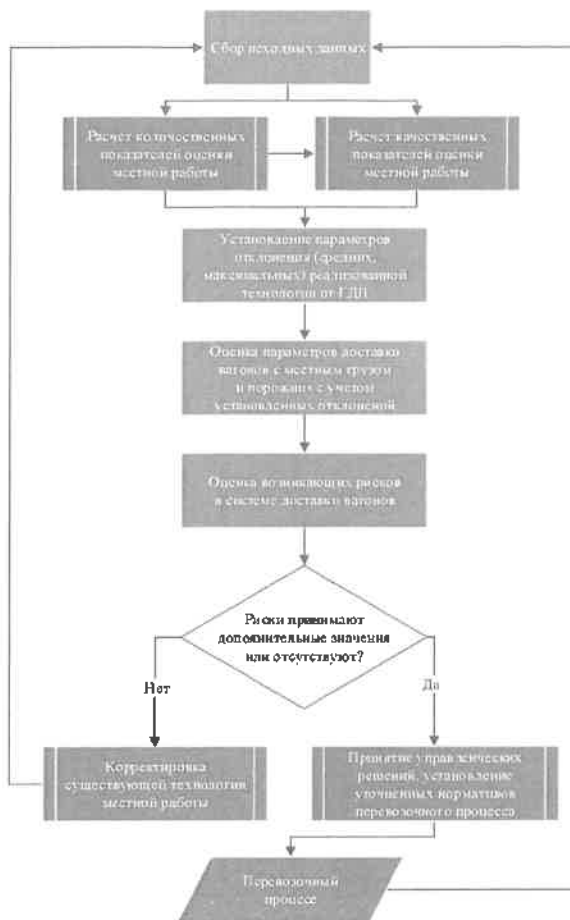 Сбор исходных данных
Расчет количественных
показателей оценки
местной работы
Расчет качественных
показателей оценки
местной работы
Установление параметров
отклонения (средних,
максимальных) реализованной
технологии от ГДП
Оценка параметров доставки
вагонов с местным грузом
и порожних с учетом
установленных отклонений
Оценка возникающих рисков
в системе доставки вагонов
Риски принимают
дополнительные значения
или отсутствуют?
Нет
Да
Корректировка
существующей технологии
местной работы
Принятие управленческих
решений, установление
уточненных нормативов
перевозочного процесса
Перевозочный
процесс